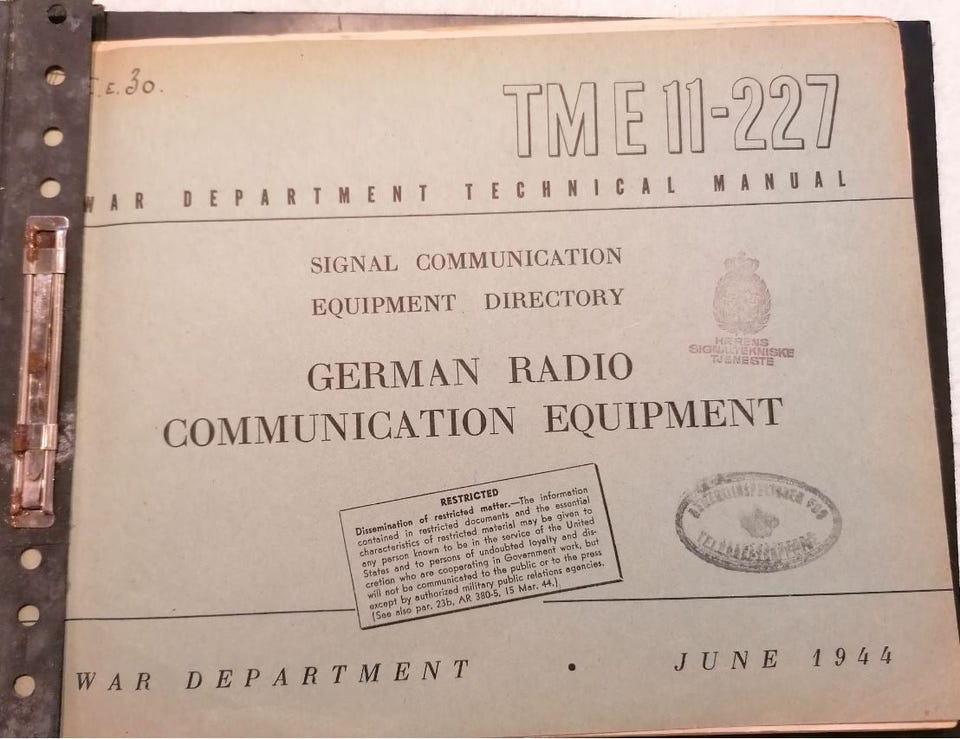 .E.30.
TM E 11-227
WAR DEPARTMENT TECHNICAL MANUAL
SIGNAL COMMUNICATION
EQUIPMENT DIRECTORY
HÆRENS
SIGNALTEKNISKE
TJENESTE
GERMAN RADIO
COMMUNICATION EQUIPMENT
RESTRICTED
Dissemination of restricted matter.—The information
contained in restricted documents and the essential
characteristics of restricted material may be given to
any person known to be in the service of the United
States and to persons of undoubted loyalty and dis-
cretion who are cooperating in Government work, but
will not be communicated to the public or to the press
except by authorized military public relations agencies.
(See also par. 23b, AR 380-5, 15 Mar. 44.)
WAR DEPARTMENT • JUNE 1944